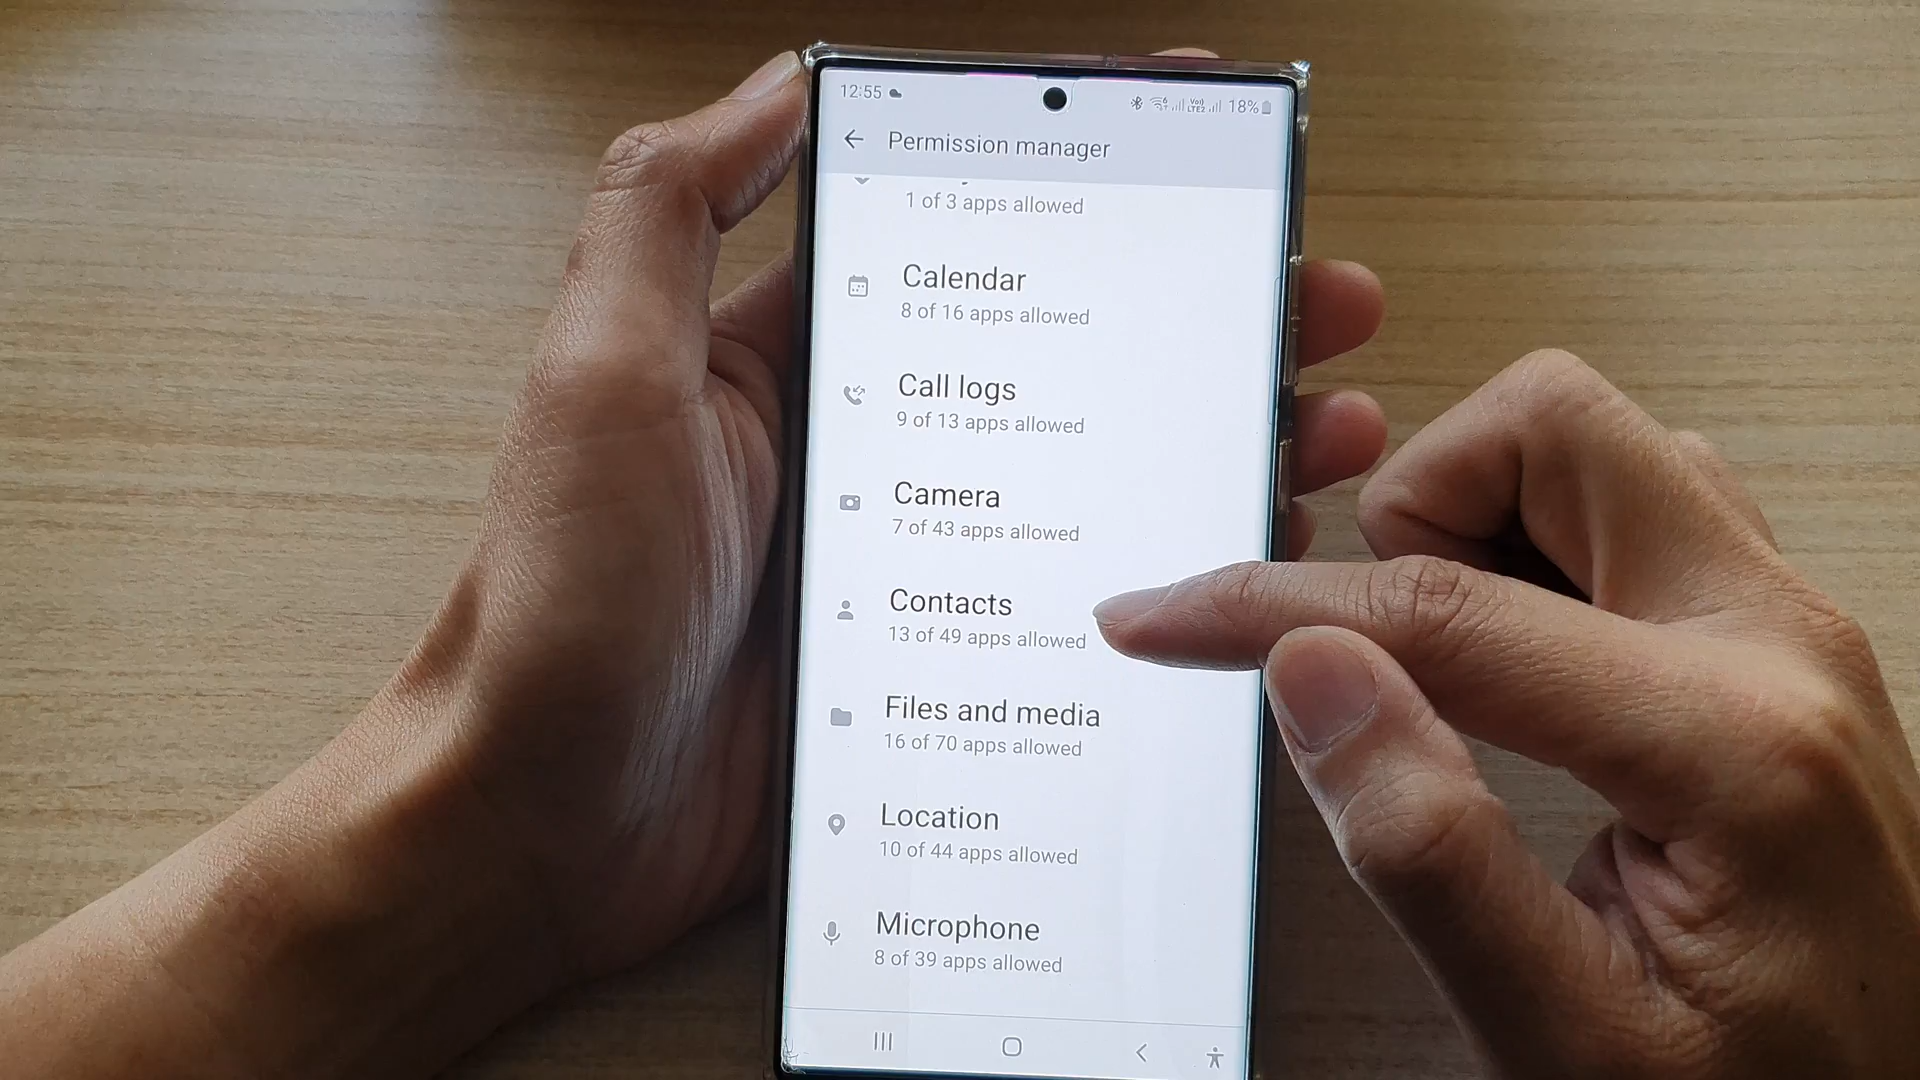 12:55
Voo) LTE2 18%
Permission manager
1 of 3 apps allowed
Calendar
8 of 16 apps allowed
Call logs
9 of 13 apps allowed
Camera
7 of 43 apps allowed
Contacts
13 of 49 apps allowed
Files and media
16 of 70 apps allowed
Location
10 of 44 apps allowed
Microphone
8 of 39 apps allowed